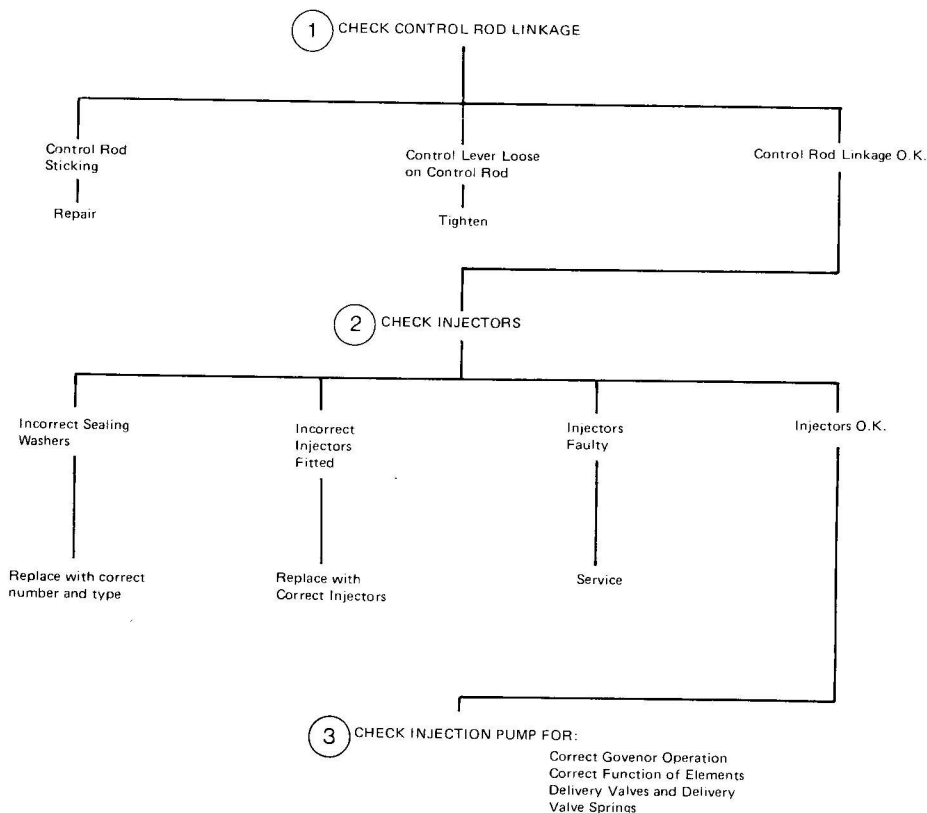 1 CHECK CONTROL ROD LINKAGE
Control Rod
Sticking
Repair
Control Lever Loose
on Control Rod
Tighten
Control Rod Linkage O.K.
2 CHECK INJECTORS
Incorrect Sealing
Washers
Replace with correct
number and type
Incorrect
Injectors
Fitted
Replace with
Correct Injectors
Injectors
Faulty
Service
Injectors O.K.
3 CHECK INJECTION PUMP FOR:
Correct Govenor Operation
Correct Function of Elements
Delivery Valves and Delivery
Valve Springs